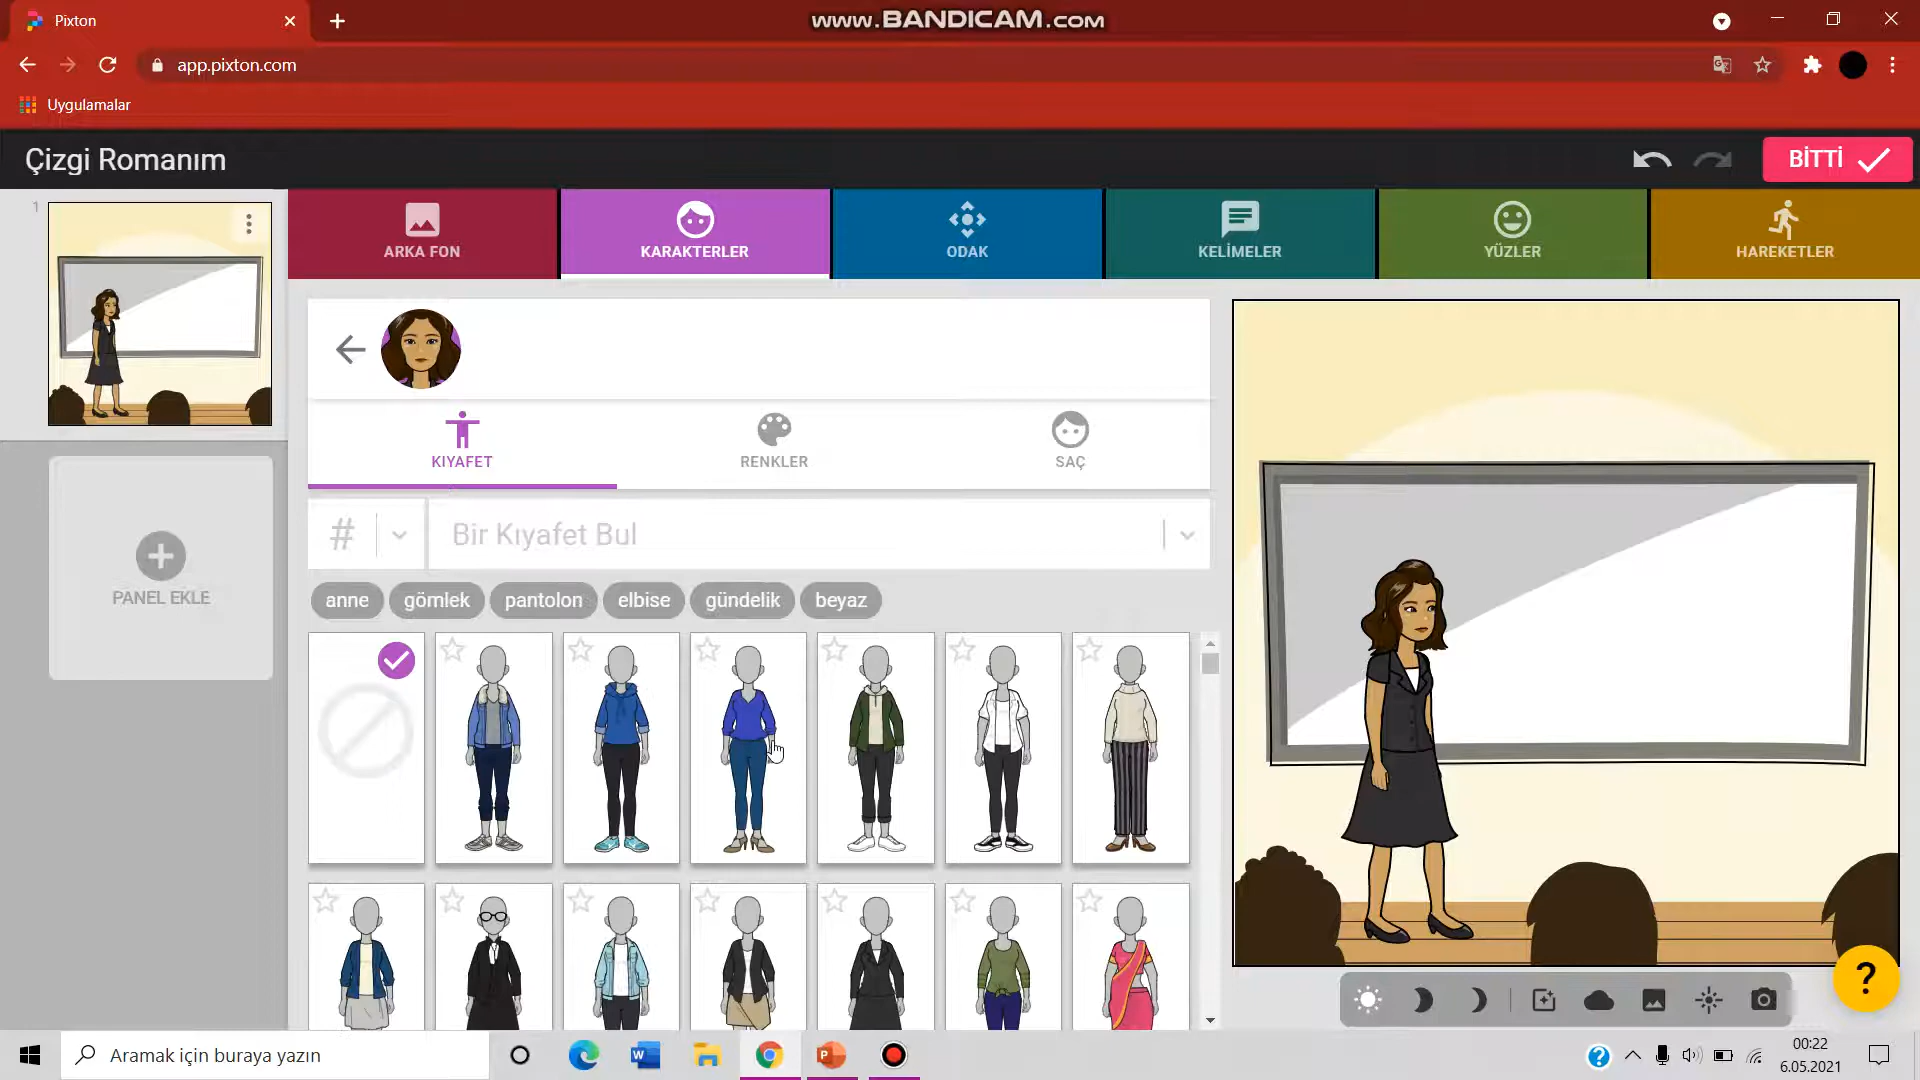 Pixton
www.BANDICAM.com
app.pixton.com
Uygulamalar
Çizgi Romanım
BİTTİ
1
ARKA FON
KARAKTERLER
ODAK
KELİMELER
YÜZLER
HAREKETLER
KIYAFET
RENKLER
SAÇ
# Bir Kıyafet Bul
PANEL EKLE
anne gömlek pantolon elbise gündelik beyaz
?
Aramak için buraya yazın
00:22
6.05.2021